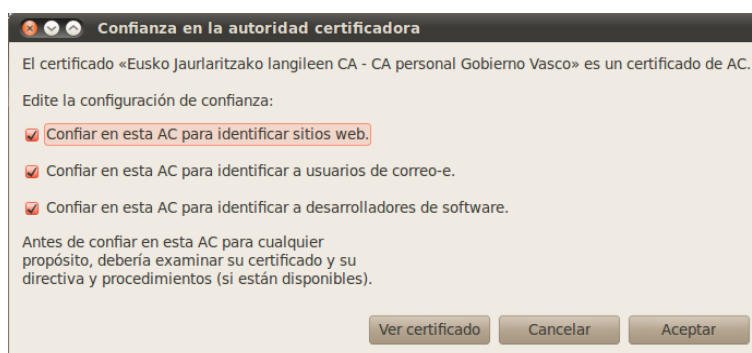 Confianza en la autoridad certificadora
El certificado «Eusko Jaurlaritzako langileen CA - CA personal Gobierno Vasco» es un certificado de AC.
Edite la configuración de confianza:
Confiar en esta AC para identificar sitios web.
Confiar en esta AC para identificar a usuarios de correo-e.
Confiar en esta AC para identificar a desarrolladores de software.
Antes de confiar en esta AC para cualquier
propósito, debería examinar su certificado y su
directiva y procedimientos (si están disponibles).
Ver certificado Cancelar Aceptar